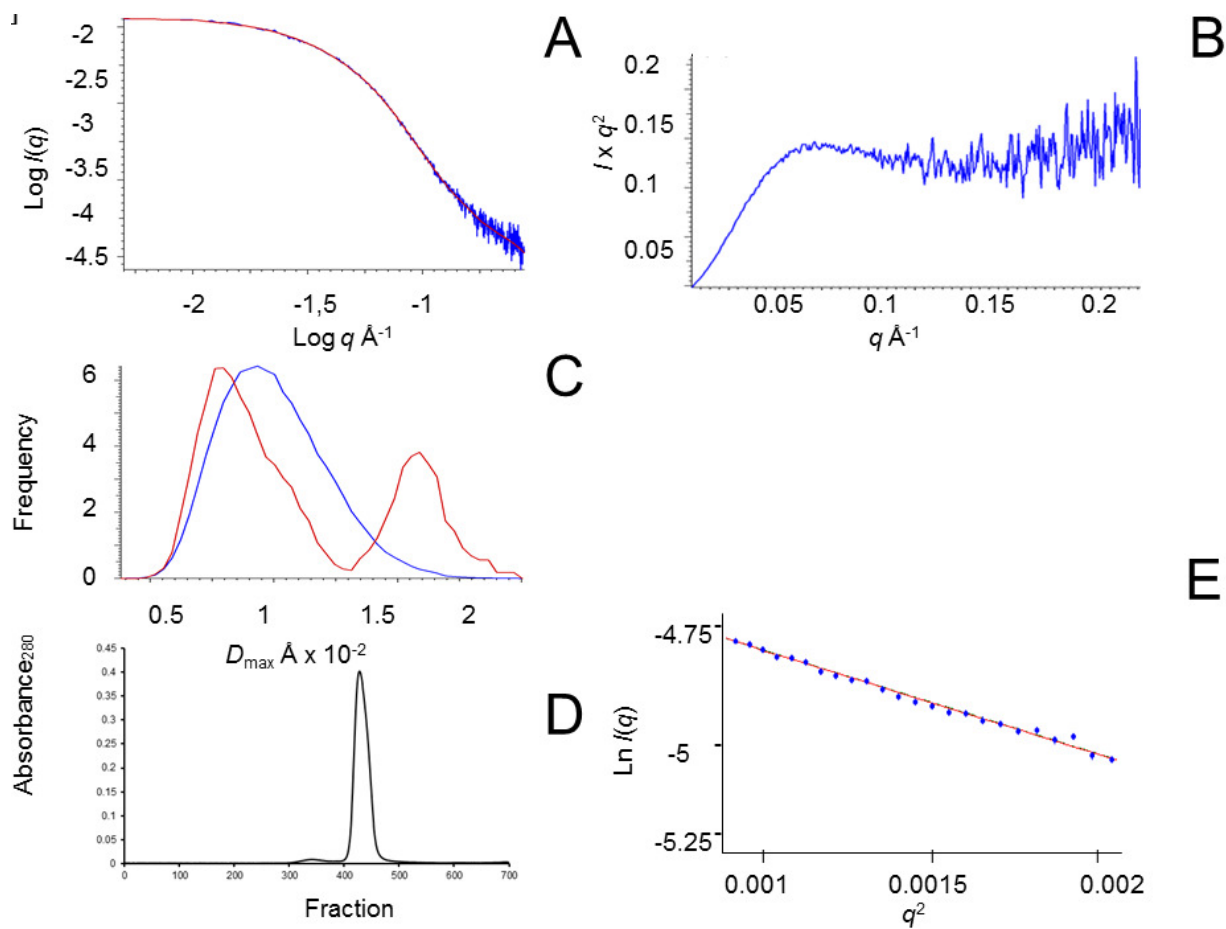 A
-2
-2.5
-3
-3.5
-4
-4.5
Log I(q)
-2 -1,5 -1
Log q Å-1
B
0.2
0.15
0.1
0.05
I x q2
0.05 0.10 0.15 0.2
q Å-1
C
6
4
2
0
Frequency
0.5 1 1.5 2
Dmax Å x 10-2
D
0.45
0.4
0.35
0.3
0.25
0.2
0.15
0.1
0.05
0
Absorbance280
0 100 200 300 400 500 600 700
Fraction
E
-4.75
-5
-5.25
Ln I(q)
0.001 0.0015 0.002
q2